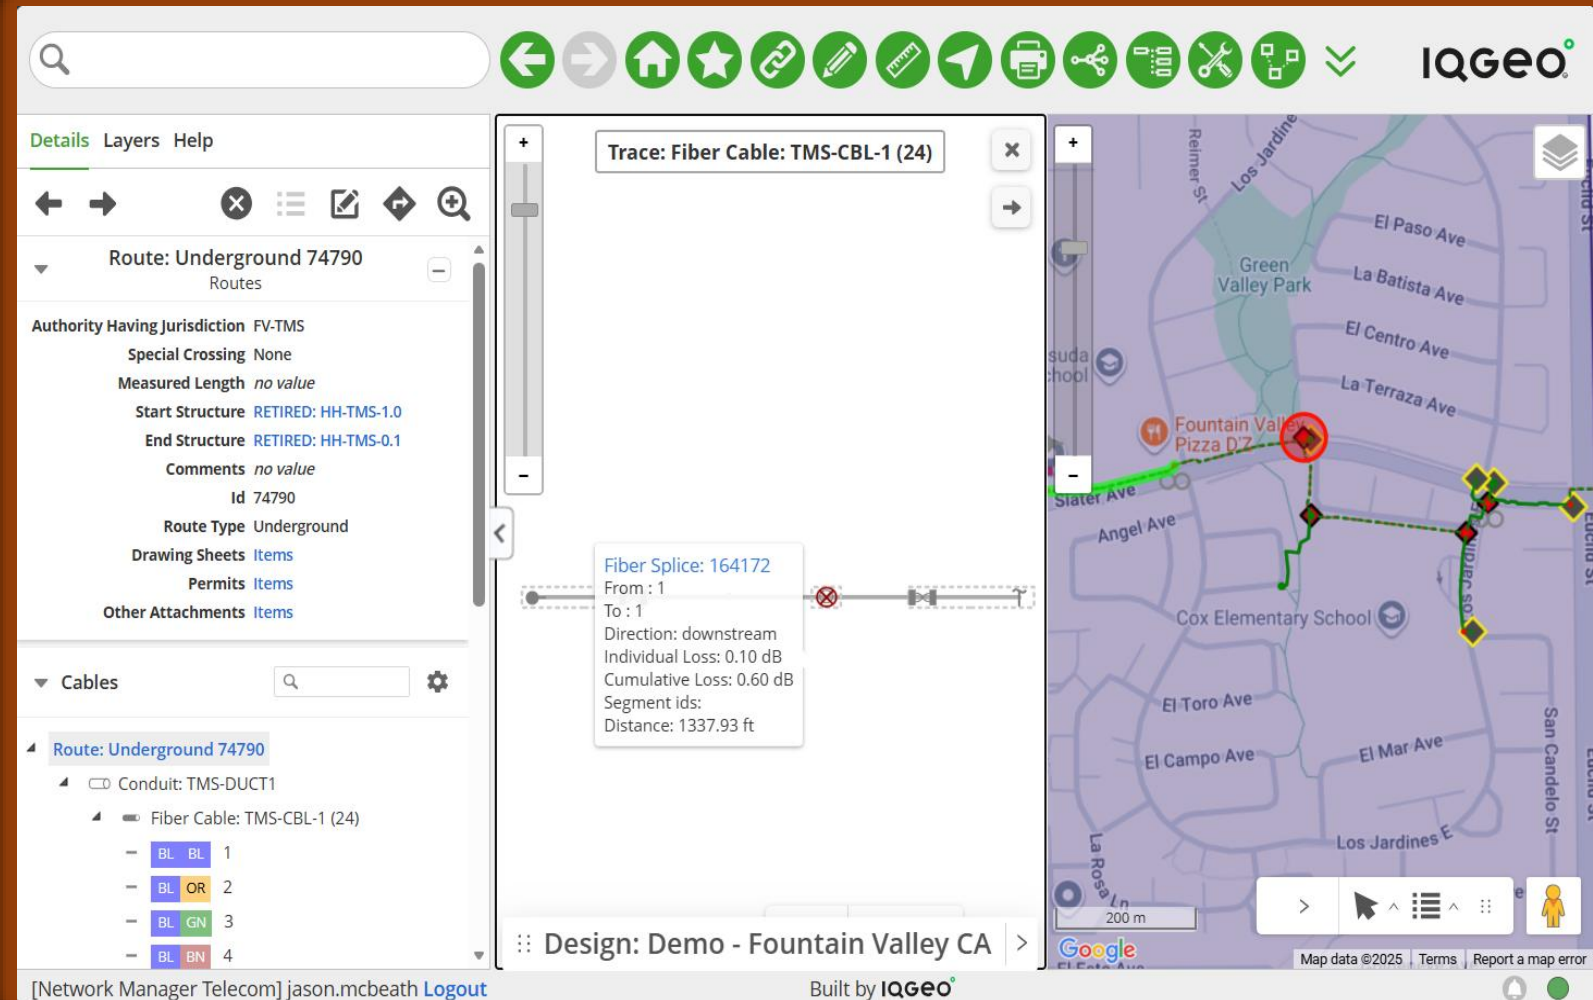 IQGEO
Details Layers Help
Route: Underground 74790
Routes
Authority Having Jurisdiction FV-TMS
Special Crossing None
Measured Length no value
Start Structure RETIRED: HH-TMS-1.0
End Structure RETIRED: HH-TMS-0.1
Comments no value
Id 74790
Route Type Underground
Drawing Sheets Items
Permits Items
Other Attachments Items
Cables
Route: Underground 74790
Conduit: TMS-DUCT1
Fiber Cable: TMS-CBL-1 (24)
BL BL 1
BL OR 2
BL GN 3
BL BN 4
+
Trace: Fiber Cable: TMS-CBL-1 (24)
-
Fiber Splice: 164172
From : 1
To : 1
Direction: downstream
Individual Loss: 0.10 dB
Cumulative Loss: 0.60 dB
Segment ids:
Distance: 1337.93 ft
Design: Demo - Fountain Valley CA
+
-
Reimer St
Los Jardine
El Paso Ave
La Batista Ave
Green
Valley Park
El Centro Ave
La Terraza Ave
suda
chool
Fountain Valley
Pizza D'Z
Slater Ave
Angel Ave
os Jardin
Euclid St
Cox Elementary School
El Toro Ave
El Campo Ave
El Mar Ave
San Candelo St
Los Jardines E
La Rosa Ln
200 m
Google
Map data ©2025 Terms Report a map error
[Network Manager Telecom] jason.mcbeath Logout
Built by IQGEO